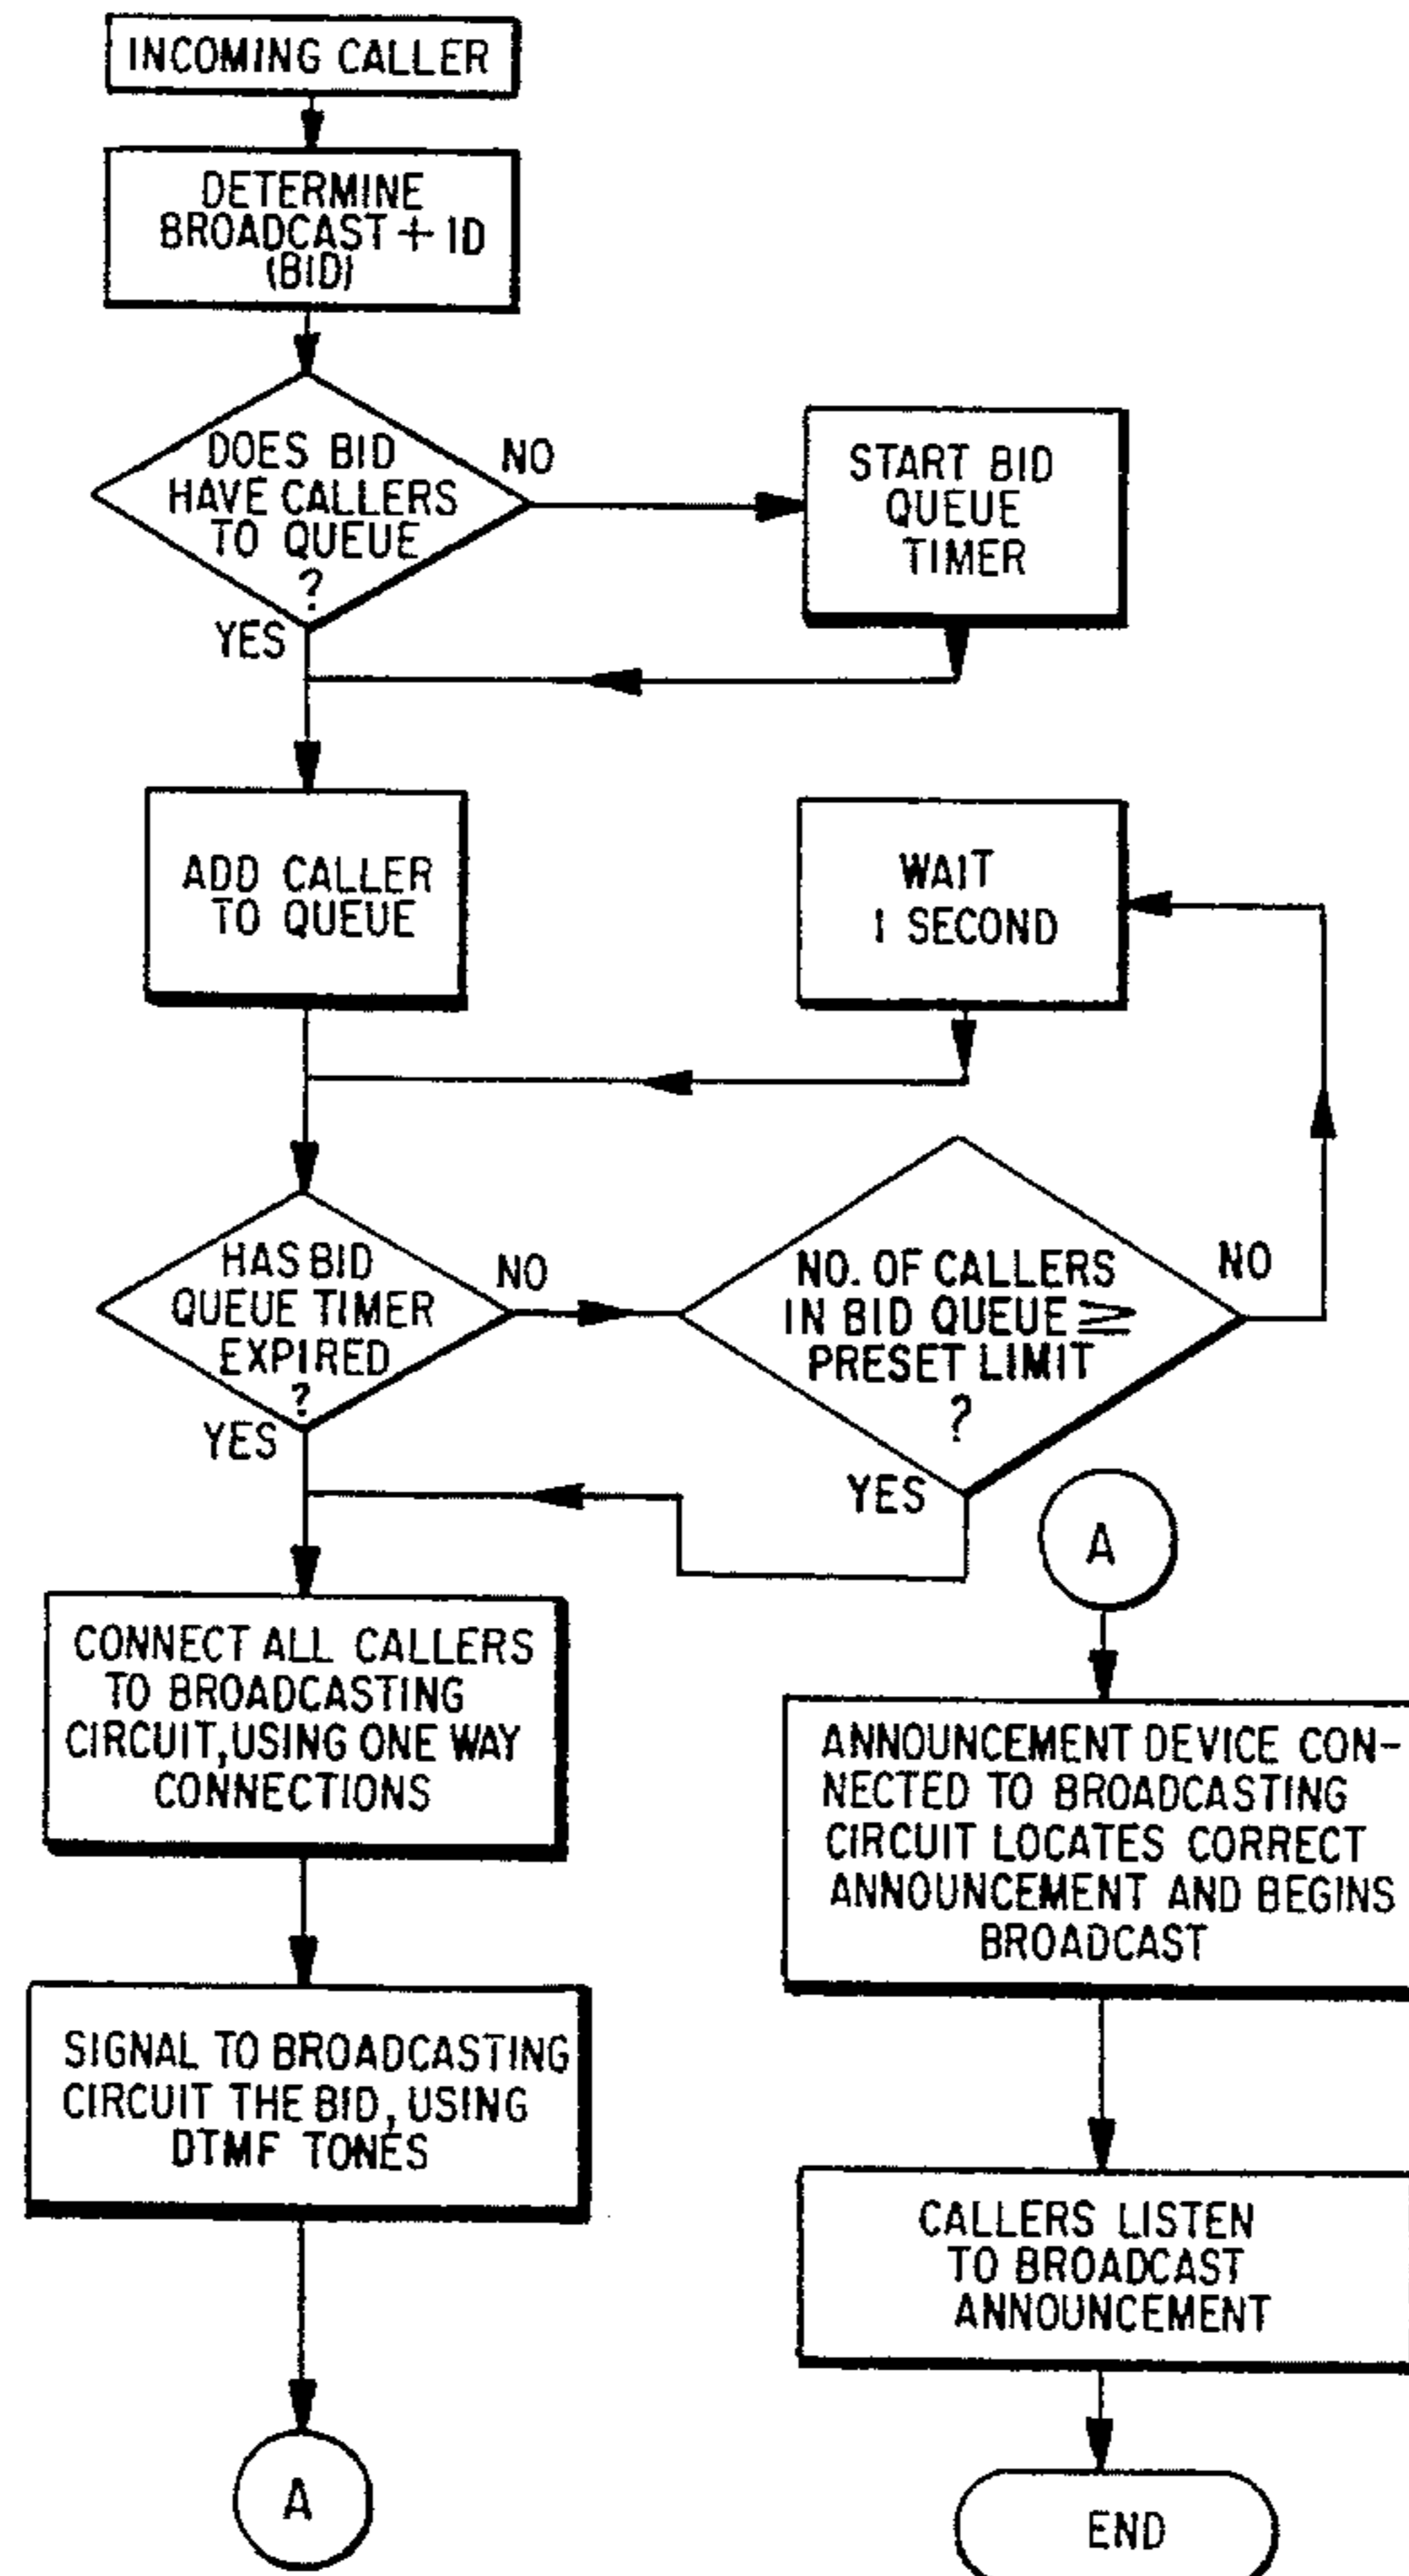 INCOMING CALLER
DETERMINE
BROADCAST + ID
(BID)
DOES BID
HAVE CALLERS
TO QUEUE
?
NO
YES
START BID
QUEUE
TIMER
ADD CALLER
TO QUEUE
WAIT
1 SECOND
HAS BID
QUEUE TIMER
EXPIRED
?
NO
YES
NO. OF CALLERS
IN BID QUEUE ≥
PRESET LIMIT
?
NO
YES
CONNECT ALL CALLERS
TO BROADCASTING
CIRCUIT, USING ONE WAY
CONNECTIONS
SIGNAL TO BROADCASTING
CIRCUIT THE BID, USING
DTMF TONES
A
A
ANNOUNCEMENT DEVICE CON-
NECTED TO BROADCASTING
CIRCUIT LOCATES CORRECT
ANNOUNCEMENT AND BEGINS
BROADCAST
CALLERS LISTEN
TO BROADCAST
ANNOUNCEMENT
END